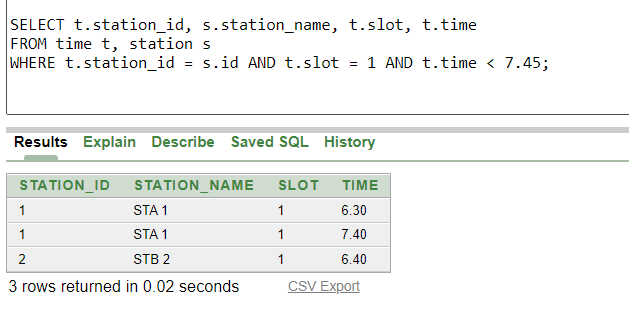 SELECT t.station_id, s.station_name, t.slot, t.time
FROM time t, station s
WHERE t.station_id = s.id AND t.slot = 1 AND t.time < 7.45;
Results Explain Describe Saved SQL History
STATION_ID STATION_NAME SLOT TIME
1 STA 1 1 6.30
1 STA 1 1 7.40
2 STB 2 1 6.40
3 rows returned in 0.02 seconds CSV Export